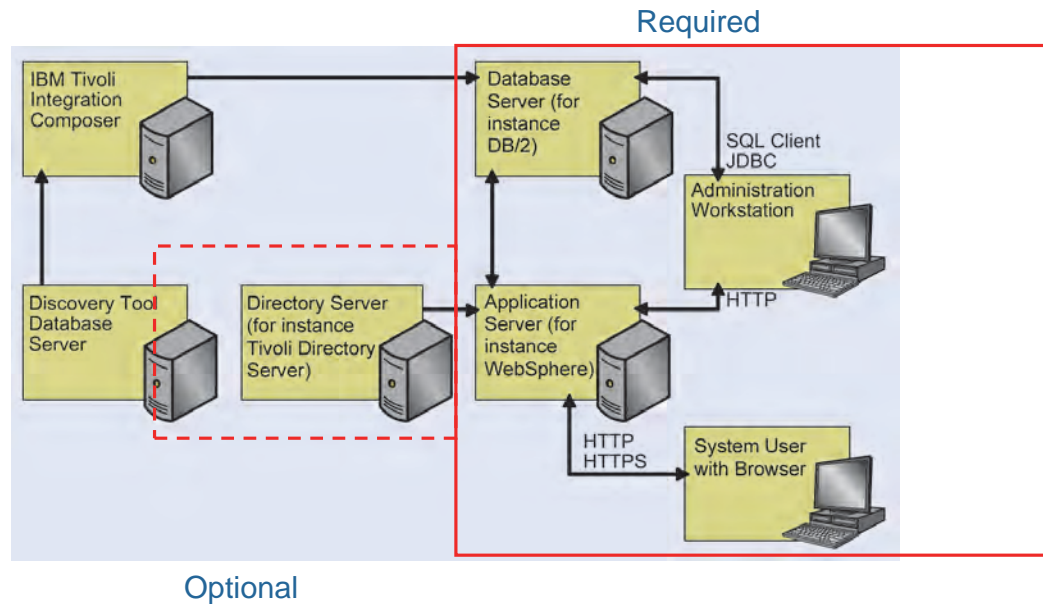 Required
IBM Tivoli
Integration
Composer
Database
Server (for
instance
DB/2)
SQL Client
JDBC
Administration
Workstation
Discovery Tool
Database
Server
Directory Server
(for instance
Tivoli Directory
Server)
Application
Server (for
instance
WebSphere)
HTTP
HTTP
HTTPS
System User
with Browser
Optional